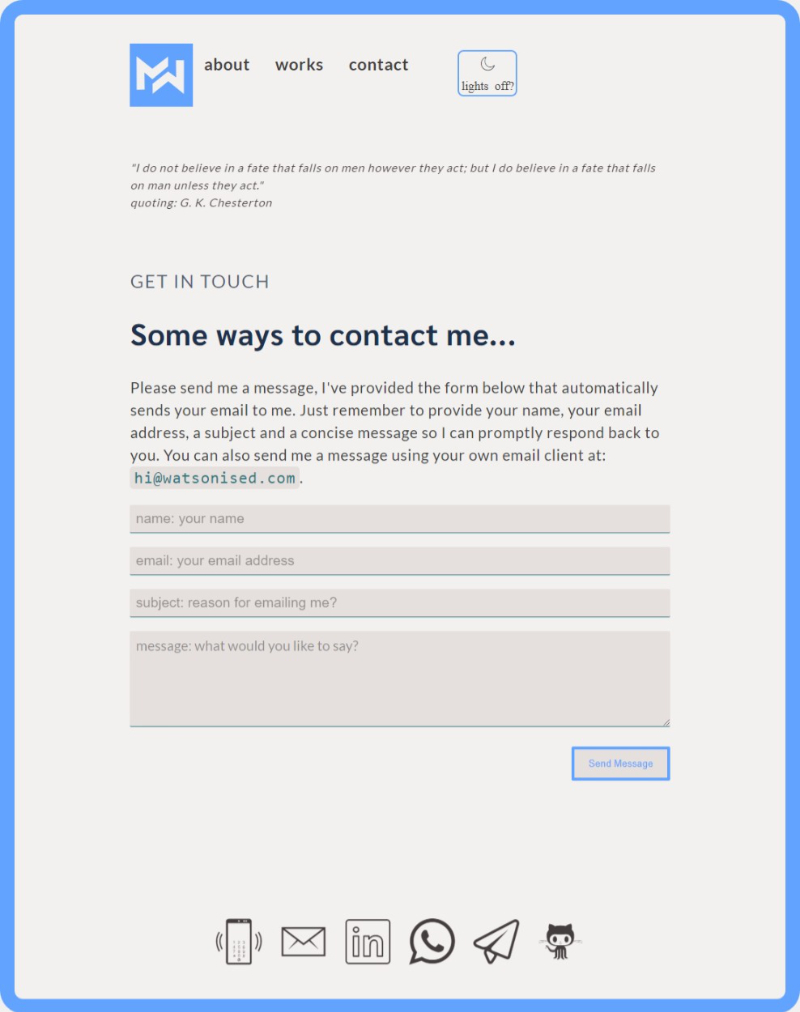 MW
about works contact
lights off?
"I do not believe in a fate that falls on men however they act; but I do believe in a fate that falls
on man unless they act."
quoting: G. K. Chesterton
GET IN TOUCH
Some ways to contact me...
Please send me a message, I've provided the form below that automatically
sends your email to me. Just remember to provide your name, your email
address, a subject and a concise message so I can promptly respond back to
you. You can also send me a message using your own email client at:
hi@watsonised.com.
name: your name
email: your email address
subject: reason for emailing me?
message: what would you like to say?
Send Message
in